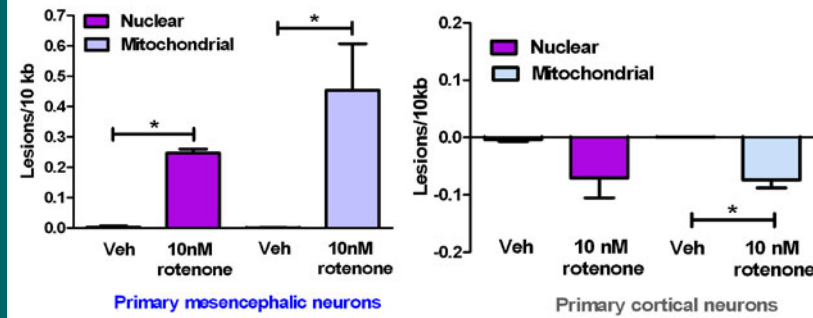 Lesions/10 kb
0.7
0.6
0.5
0.4
0.3
0.2
0.1
0.0
Nuclear
Mitochondrial
*
*
Veh
10nM
rotenone
Veh
10nM
rotenone
Primary mesencephalic neurons
Lesions/10kb
0.2
0.1
0.0
-0.1
-0.2
Nuclear
Mitochondrial
*
Veh
10 nM
rotenone
Veh
10 nM
rotenone
Primary cortical neurons